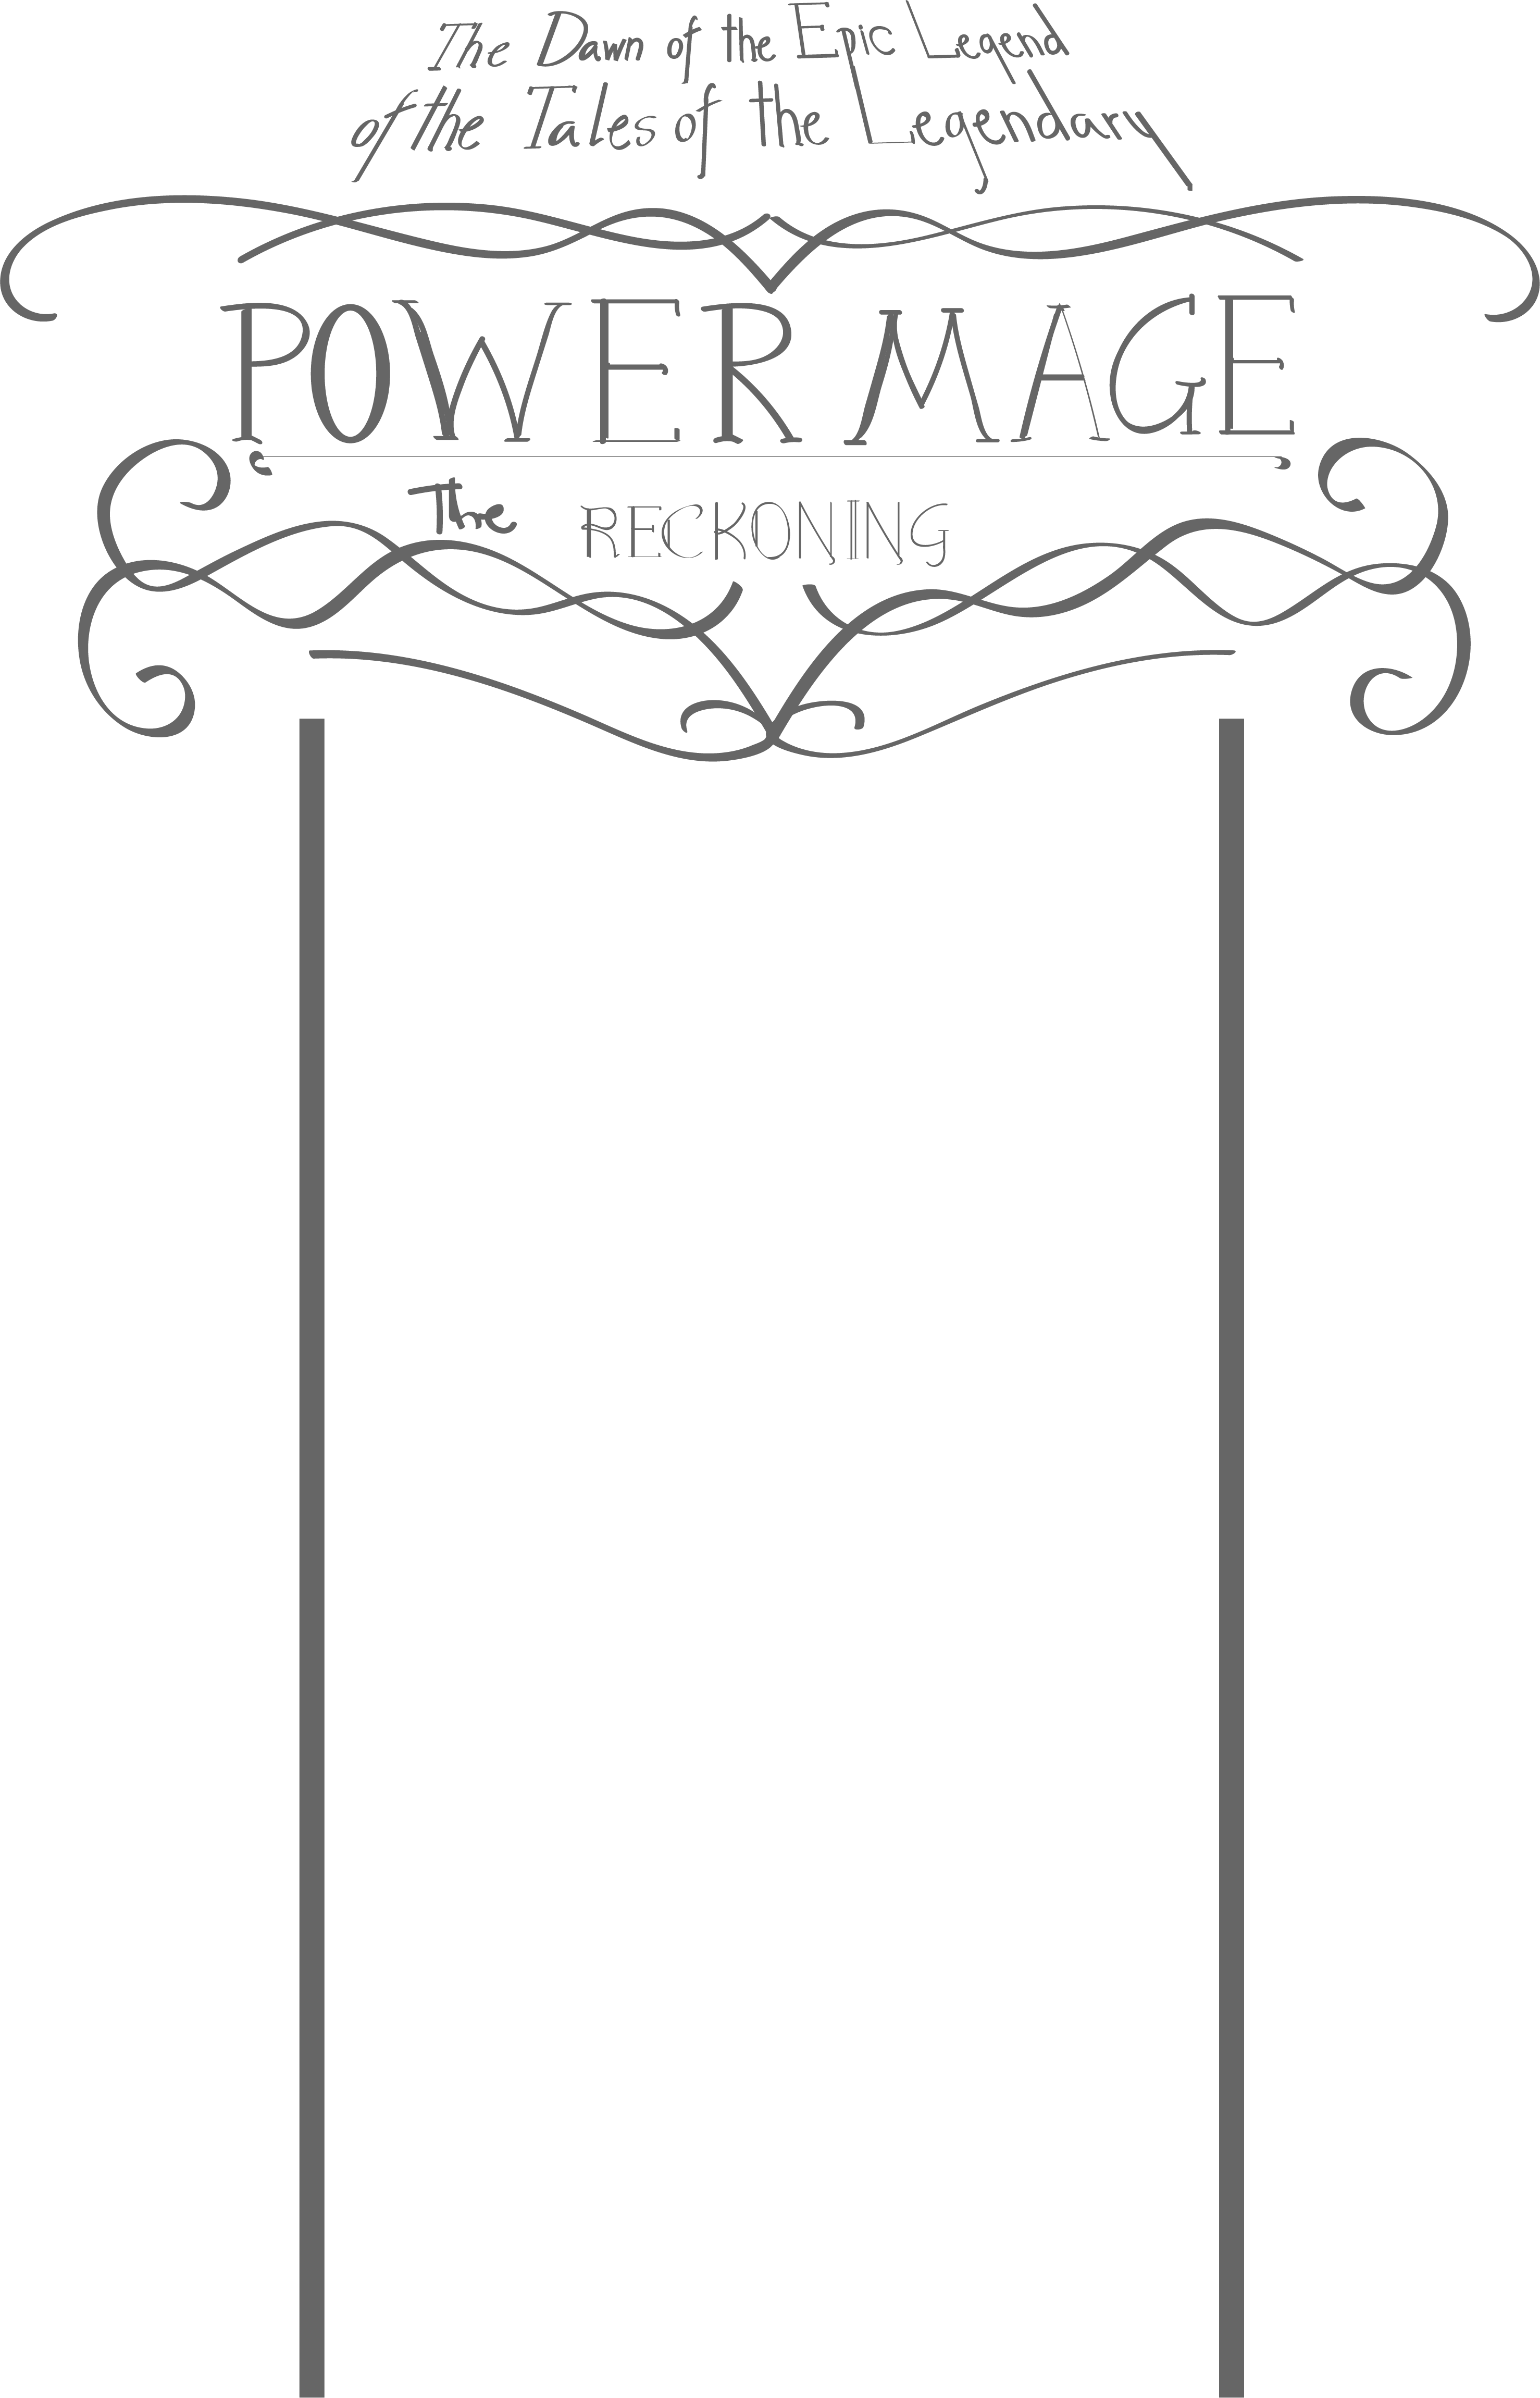 The Dawn of the Epic Legend
of the Tales of the Legendary
POWER MAGE
The RECKONING